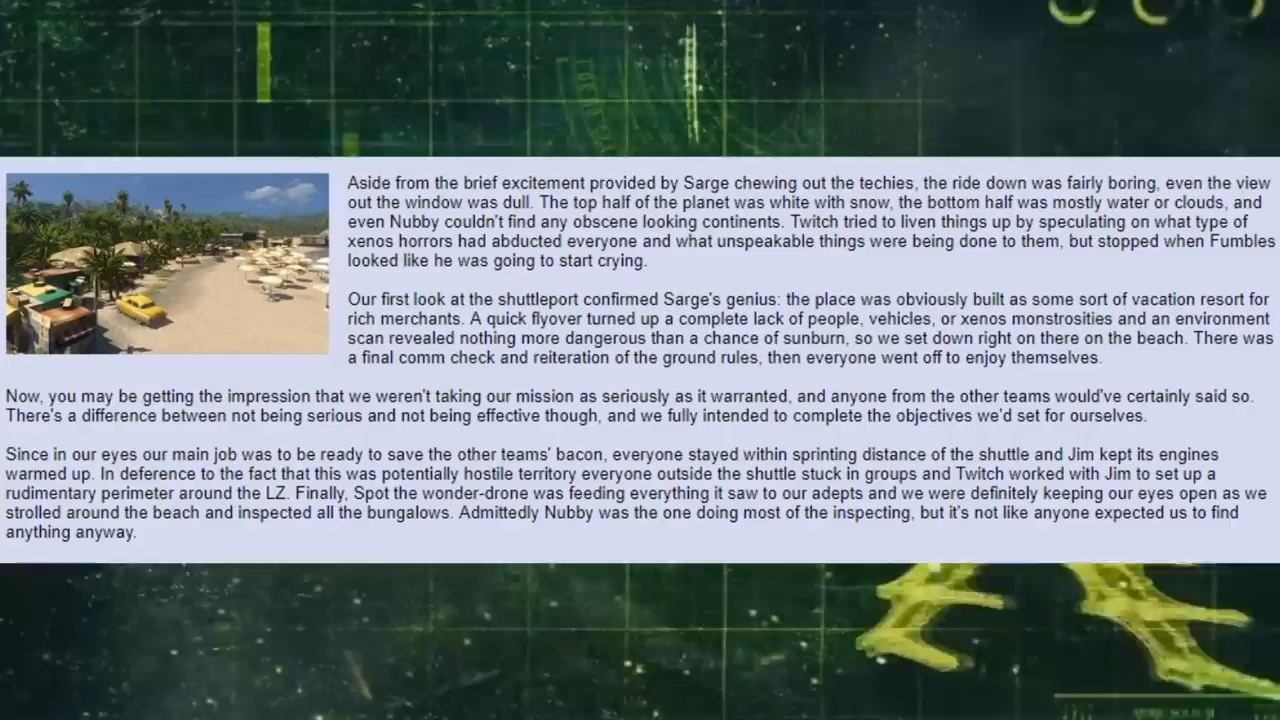 Aside from the brief excitement provided by Sarge chewing out the techies, the ride down was fairly boring, even the view
out the window was dull. The top half of the planet was white with snow, the bottom half was mostly water or clouds, and
even Nubby couldn't find any obscene looking continents. Twitch tried to liven things up by speculating on what type of
xenos horrors had abducted everyone and what unspeakable things were being done to them, but stopped when Fumbles
looked like he was going to start crying.
Our first look at the shuttleport confirmed Sarge's genius: the place was obviously built as some sort of vacation resort for
rich merchants. A quick flyover turned up a complete lack of people, vehicles, or xenos monstrosities and an environment
scan revealed nothing more dangerous than a chance of sunburn, so we set down right on there on the beach. There was
a final comm check and reiteration of the ground rules, then everyone went off to enjoy themselves.
Now, you may be getting the impression that we weren't taking our mission as seriously as it warranted, and anyone from the other teams would've certainly said so.
There's a difference between not being serious and not being effective though, and we fully intended to complete the objectives we'd set for ourselves.
Since in our eyes our main job was to be ready to save the other teams' bacon, everyone stayed within sprinting distance of the shuttle and Jim kept its engines
warmed up. In deference to the fact that this was potentially hostile territory everyone outside the shuttle stuck in groups and Twitch worked with Jim to set up a
rudimentary perimeter around the LZ. Finally, Spot the wonder-drone was feeding everything it saw to our adepts and we were definitely keeping our eyes open as we
strolled around the beach and inspected all the bungalows. Admittedly Nubby was the one doing most of the inspecting, but it's not like anyone expected us to find
anything anyway.